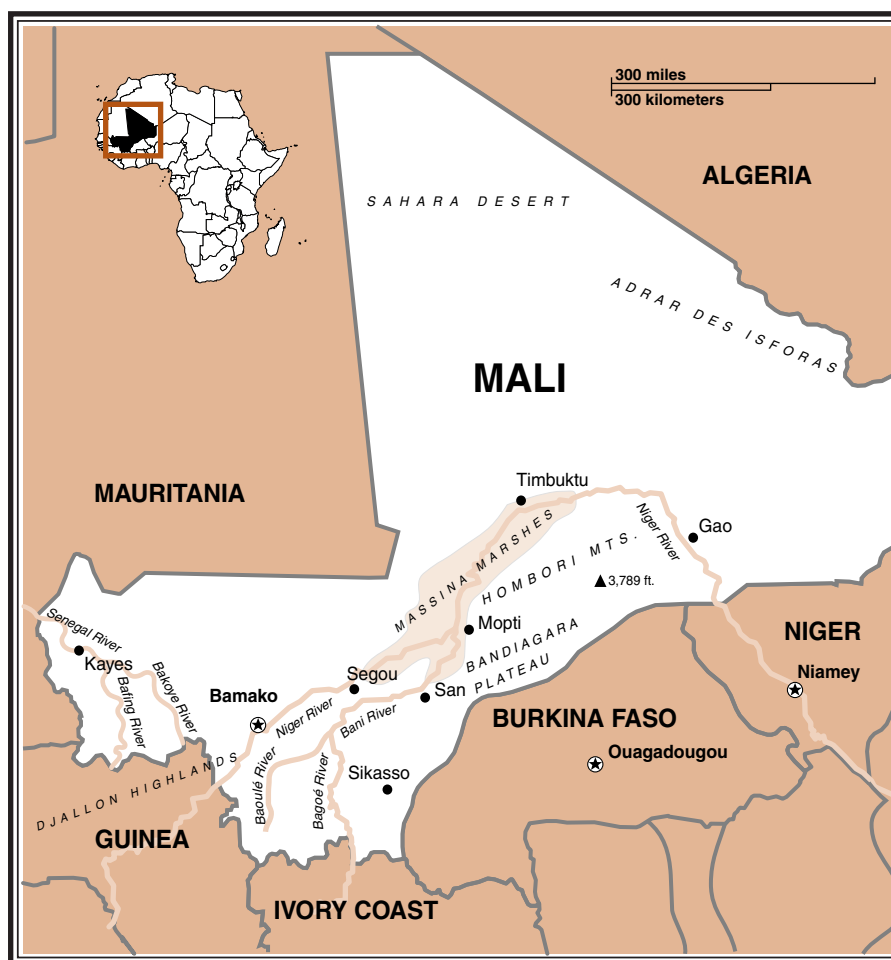 300 miles
300 kilometers
ALGERIA
SAHARA DESERT
ADRAR DES ISFORAS
MALI
MAURITANIA
Timbuktu
Niger River
Gao
MASSINA MARSHES
HOMBORI MTS.
3,789 ft.
Senegal River
Mopti
NIGER
Kayes
BANDIAGARA
PLATEAU
Bakoye River
Bafing River
Segou
San
Niamey
Bamako
Niger River
Bani River
BURKINA FASO
Ouagadougou
DJALLON HIGHLANDS
Baoulé River
Bagoé River
Sikasso
GUINEA
IVORY COAST